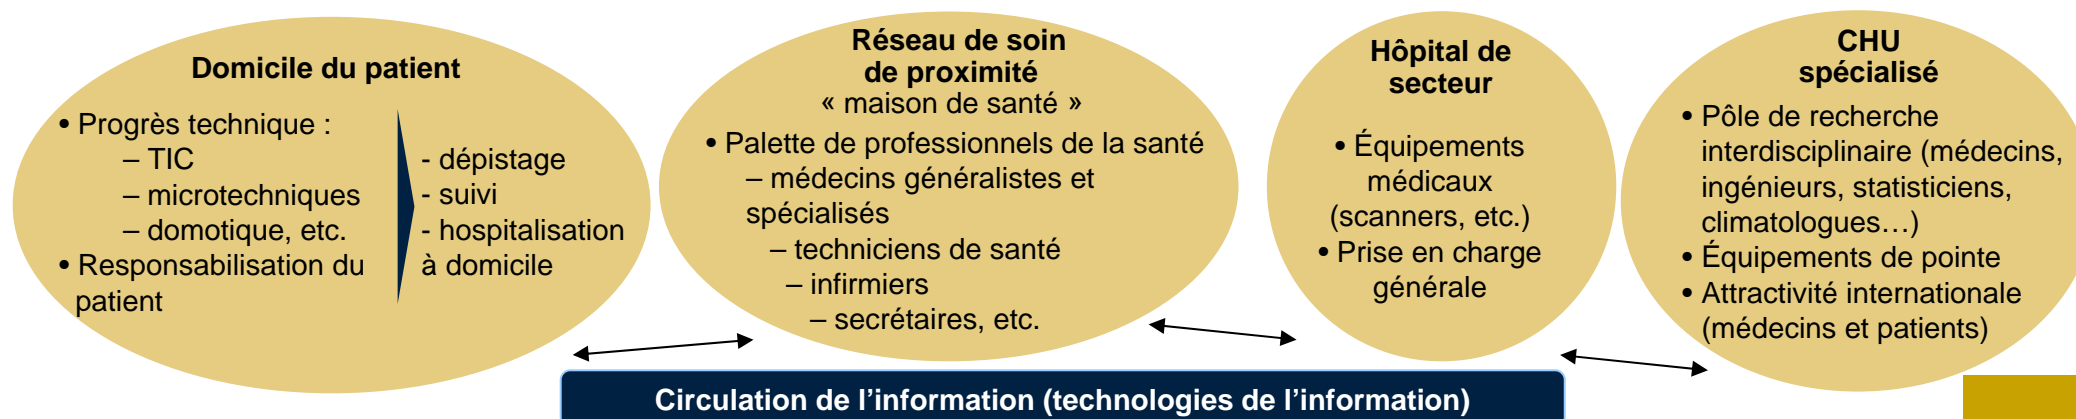 Domicile du patient
• Progrès technique :
– TIC
– microtechniques
– domotique, etc.
• Responsabilisation du
patient
- dépistage
- suivi
- hospitalisation
à domicile
Réseau de soin
de proximité
« maison de santé »
• Palette de professionnels de la santé
– médecins généralistes et
spécialisés
– techniciens de santé
– infirmiers
– secrétaires, etc.
Hôpital de
secteur
• Équipements
médicaux
(scanners, etc.)
• Prise en charge
générale
CHU
spécialisé
• Pôle de recherche
interdisciplinaire (médecins,
ingénieurs, statisticiens,
climatologues…)
• Équipements de pointe
• Attractivité internationale
(médecins et patients)
Circulation de l’information (technologies de l’information)